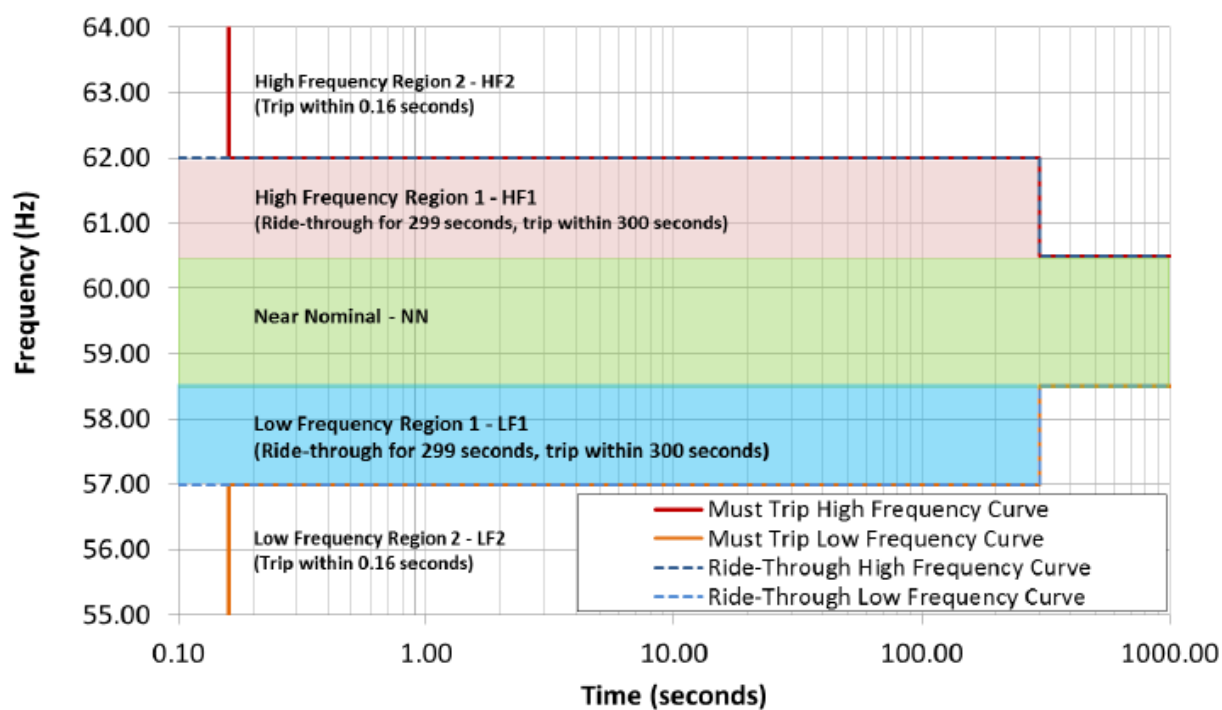 64.00
63.00
62.00
61.00
60.00
59.00
58.00
57.00
56.00
55.00
Frequency (Hz)
High Frequency Region 2 - HF2
(Trip within 0.16 seconds)
High Frequency Region 1 - HF1
(Ride-through for 299 seconds, trip within 300 seconds)
Near Nominal - NN
Low Frequency Region 1 - LF1
(Ride-through for 299 seconds, trip within 300 seconds)
Low Frequency Region 2 - LF2
(Trip within 0.16 seconds)
Must Trip High Frequency Curve
Must Trip Low Frequency Curve
Ride-Through High Frequency Curve
Ride-Through Low Frequency Curve
0.10 1.00 10.00 100.00 1000.00
Time (seconds)